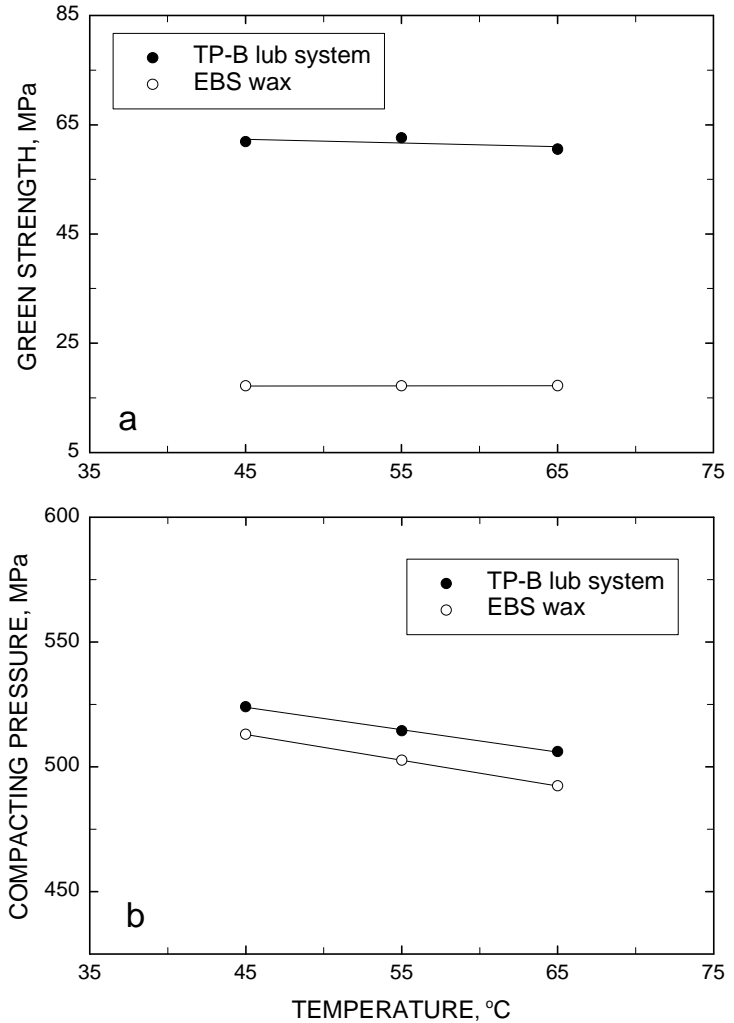 85
TP-B lub system
EBS wax
65
45
25
5
GREEN STRENGTH, MPa
a
35 45 55 65 75
600
TP-B lub system
EBS wax
550
500
450
COMPACTING PRESSURE, MPa
b
35 45 55 65 75
TEMPERATURE, °C